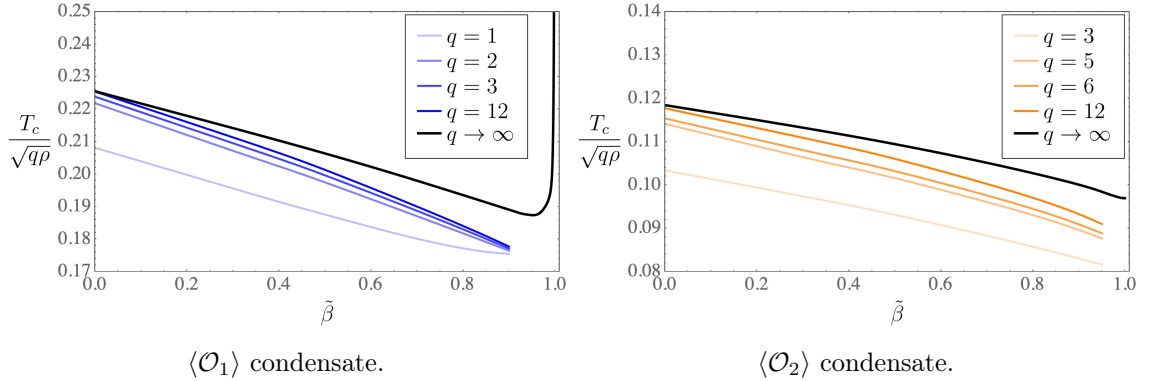 0.25
0.24
0.23
0.22
0.21
0.20
0.19
0.18
0.17
T_c
√qρ
0.0 0.2 0.4 0.6 0.8 1.0
β̃
q = 1
q = 2
q = 3
q = 12
q → ∞
⟨O₁⟩ condensate.
0.14
0.13
0.12
0.11
0.10
0.09
0.08
T_c
√qρ
0.0 0.2 0.4 0.6 0.8 1.0
β̃
q = 3
q = 5
q = 6
q = 12
q → ∞
⟨O₂⟩ condensate.